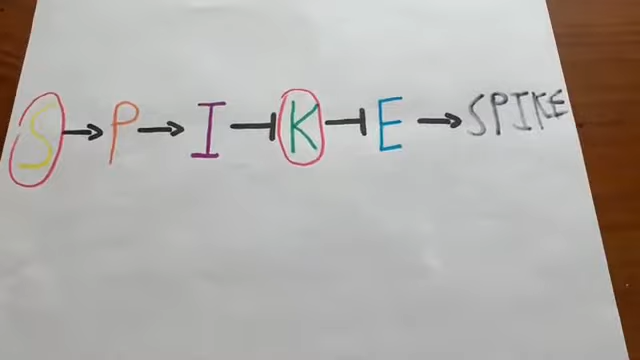 S → P → I ⊣ K ⊣ E → SPIKE